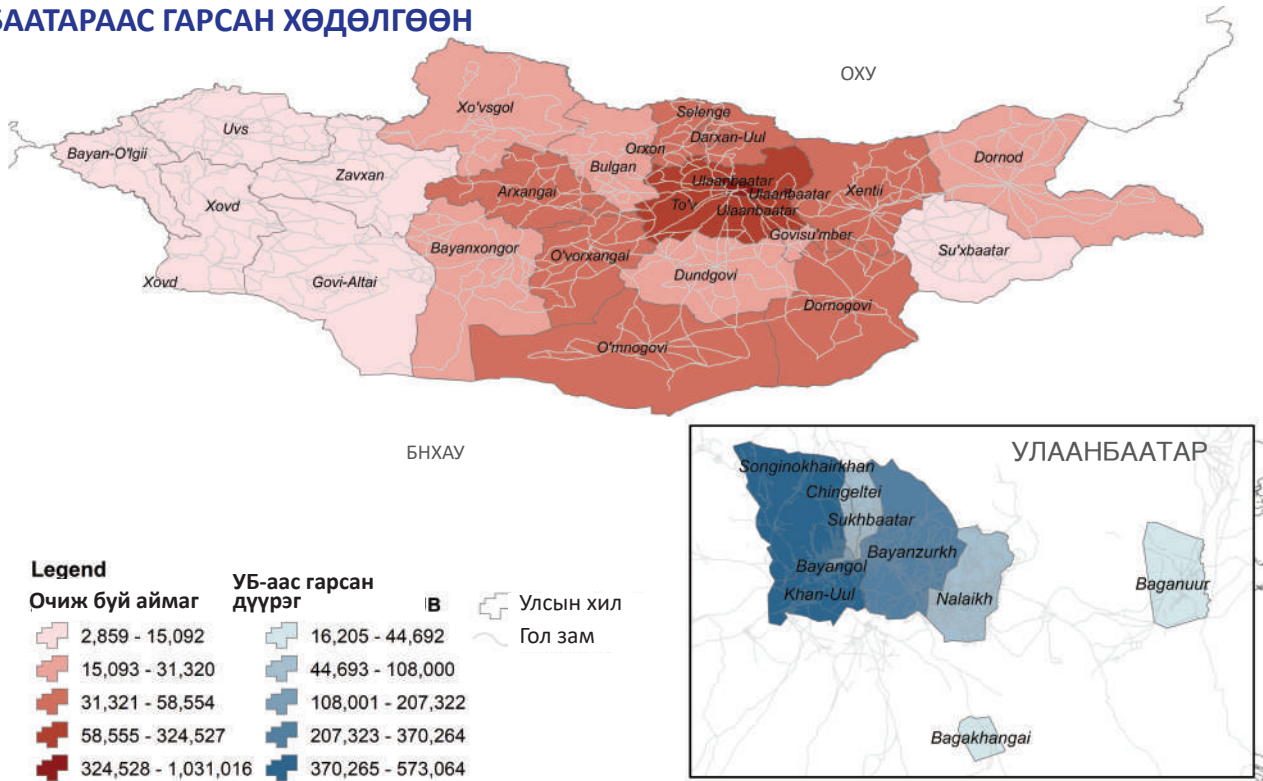 БААТАРААС ГАРСАН ХӨДӨЛГӨӨН
ОХУ
Xo'vsgol
Selenge
Uvs
Darxan-Uul
Bayan-O'lgii
Orxon
Dornod
Bulgan
Zavxan
Ulaanbaatar
Arxangai
Ulaanbaatar
Xentii
Xovd
To'v
Ulaanbaatar
Govisu'mber
Bayanxongor
O'vorxangai
Su'xbaatar
Xovd
Govi-Altai
Dundgovi
Dornogovi
O'mnogovi
БНХАУ
УЛААНБААТАР
Songinokhairkhan
Chingeltei
Sukhbaatar
Bayanzurkh
Bayangol
Khan-Uul
Nalaikh
Baganuur
Bagakhangai
Legend
Очиж буй аймаг
2,859 - 15,092
15,093 - 31,320
31,321 - 58,554
58,555 - 324,527
324,528 - 1,031,016
УБ-аас гарсан
дүүрэг
B
16,205 - 44,692
44,693 - 108,000
108,001 - 207,322
207,323 - 370,264
370,265 - 573,064
Улсын хил
Гол зам